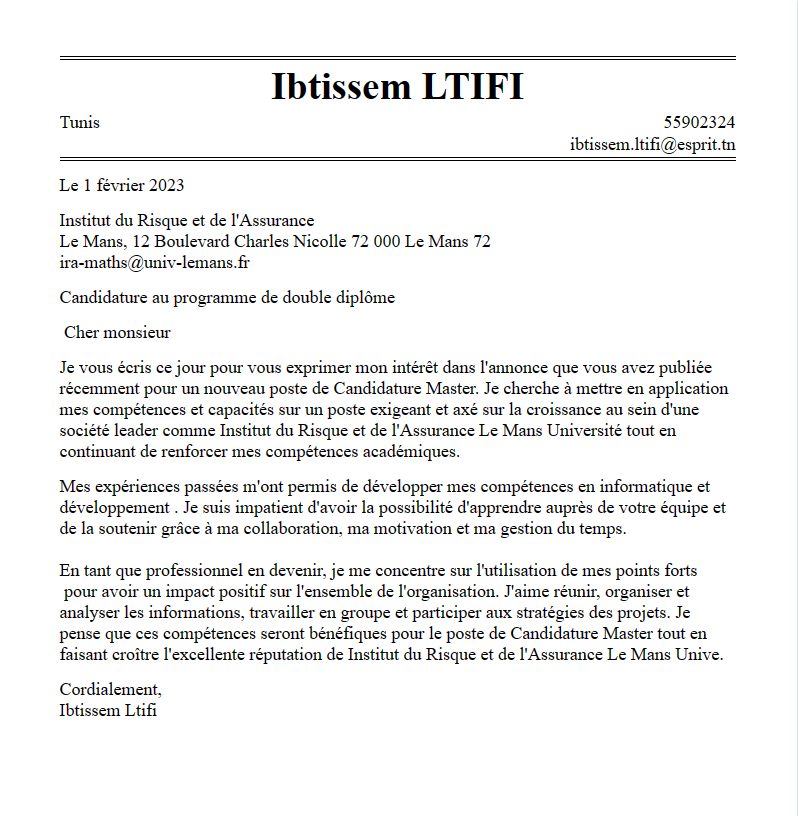 Ibtissem LTIFI
Tunis 55902324
ibtissem.ltifi@esprit.tn
Le 1 février 2023
Institut du Risque et de l'Assurance
Le Mans, 12 Boulevard Charles Nicolle 72 000 Le Mans 72
ira-maths@univ-lemans.fr
Candidature au programme de double diplôme
Cher monsieur
Je vous écris ce jour pour vous exprimer mon intérêt dans l'annonce que vous avez publiée
récemment pour un nouveau poste de Candidature Master. Je cherche à mettre en application
mes compétences et capacités sur un poste exigeant et axé sur la croissance au sein d'une
société leader comme Institut du Risque et de l'Assurance Le Mans Université tout en
continuant de renforcer mes compétences académiques.
Mes expériences passées m'ont permis de développer mes compétences en informatique et
développement . Je suis impatient d'avoir la possibilité d'apprendre auprès de votre équipe et
de la soutenir grâce à ma collaboration, ma motivation et ma gestion du temps.
En tant que professionnel en devenir, je me concentre sur l'utilisation de mes points forts
pour avoir un impact positif sur l'ensemble de l'organisation. J'aime réunir, organiser et
analyser les informations, travailler en groupe et participer aux stratégies des projets. Je
pense que ces compétences seront bénéfiques pour le poste de Candidature Master tout en
faisant croître l'excellente réputation de Institut du Risque et de l'Assurance Le Mans Unive.
Cordialement,
Ibtissem Ltifi